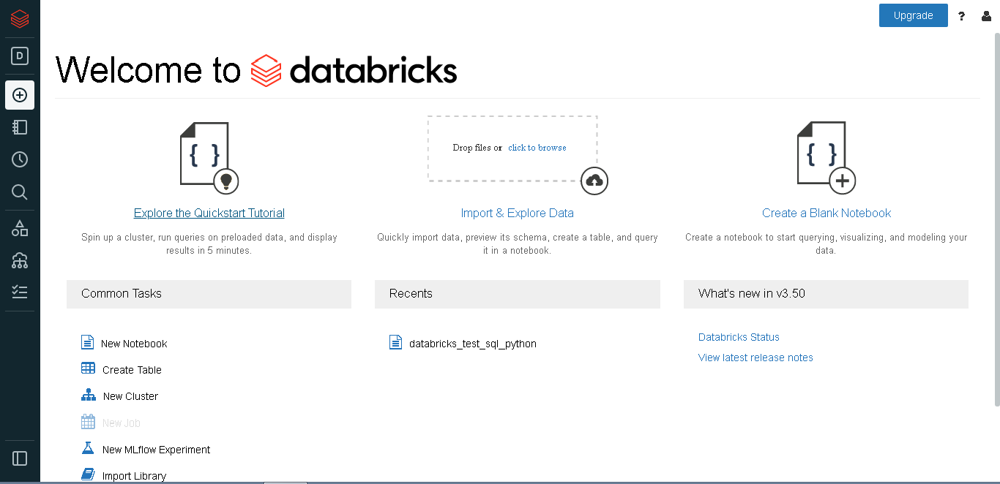 Upgrade ?
D
Welcome to databricks
{ }
Drop files or click to browse
{ }
Explore the Quickstart Tutorial
Spin up a cluster, run queries on preloaded data, and display
results in 5 minutes.
Import & Explore Data
Quickly import data, preview its schema, create a table, and query
it in a notebook.
Create a Blank Notebook
Create a notebook to start querying, visualizing, and modeling your
data.
Common Tasks
New Notebook
Create Table
New Cluster
New Job
New MLflow Experiment
Import Library
Recents
databricks_test_sql_python
What's new in v3.50
Databricks Status
View latest release notes